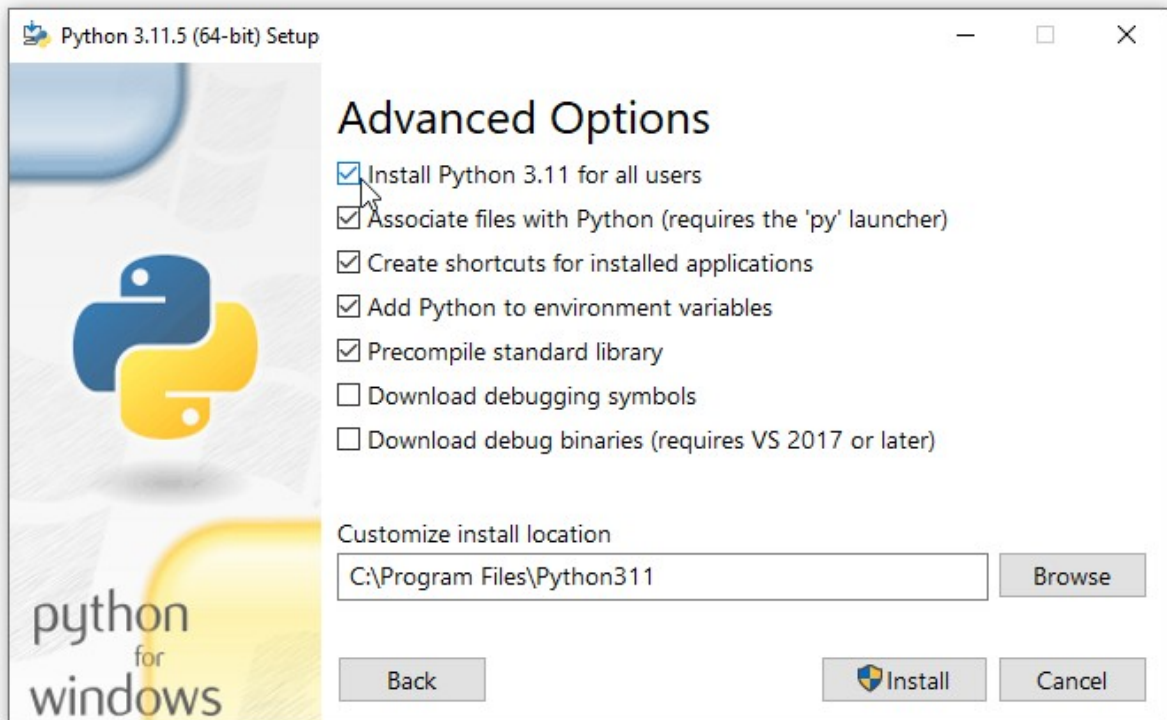 Python 3.11.5 (64-bit) Setup
Advanced Options
Install Python 3.11 for all users
Associate files with Python (requires the 'py' launcher)
Create shortcuts for installed applications
Add Python to environment variables
Precompile standard library
Download debugging symbols
Download debug binaries (requires VS 2017 or later)
Customize install location
C:\Program Files\Python311
Browse
python
for
windows
Back
Install
Cancel